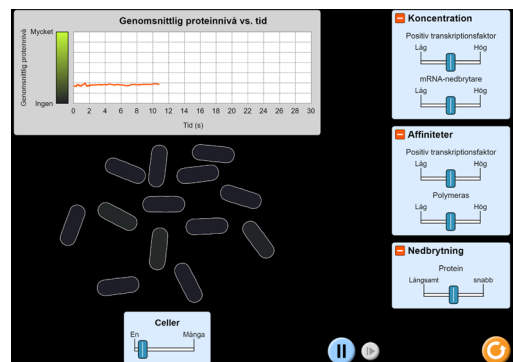 Genomsnittlig proteinnivå vs. tid
Genomsnittlig proteinnivå
Mycket
Ingen
0 2 4 6 8 10 12 14 16 18 20 22 24 26 28 30
Tid (s)
Koncentration
Positiv transkriptionsfaktor
Låg Hög
mRNA-nedbrytare
Låg Hög
Affiniteter
Positiv transkriptionsfaktor
Låg Hög
Polymeras
Låg Hög
Nedbrytning
Protein
Långsamt snabb
Celler
En Många